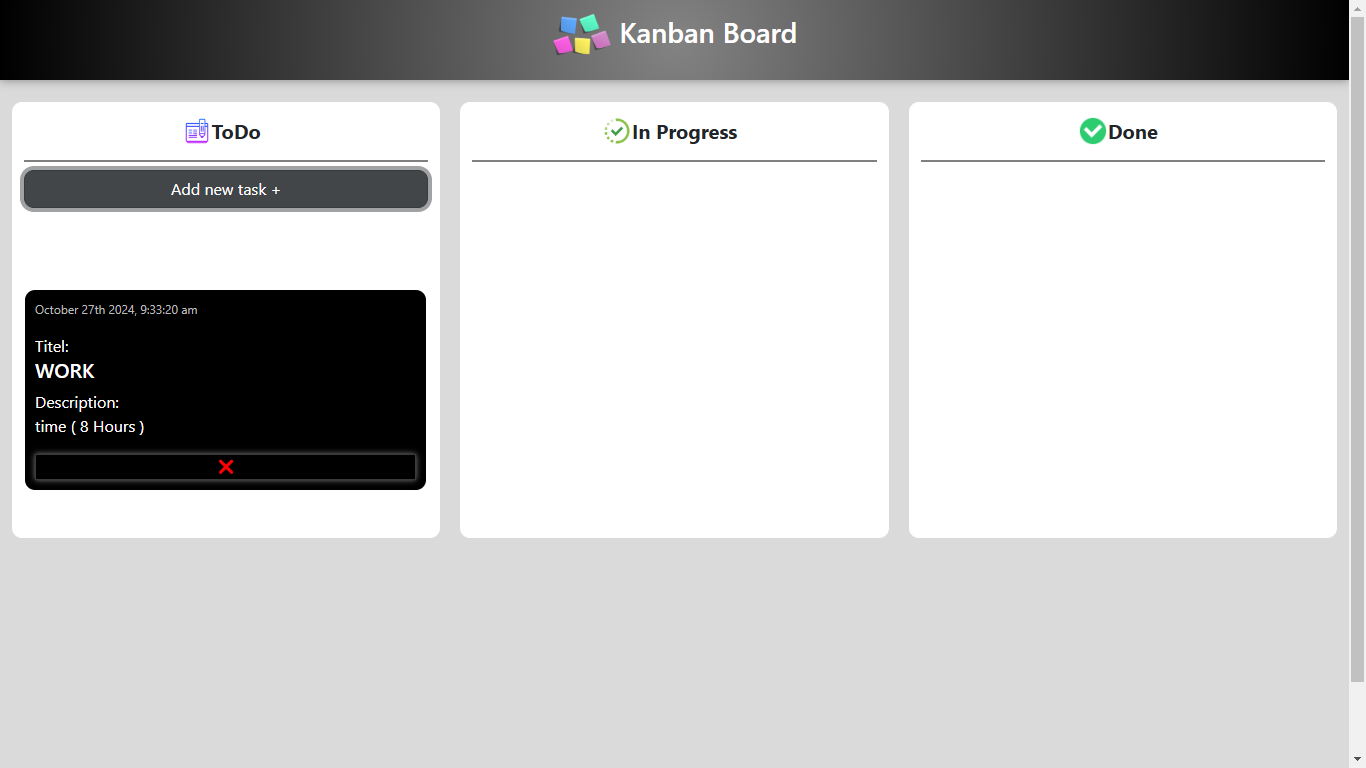 Kanban Board
ToDo
Add new task +
October 27th 2024, 9:33:20 am
Titel:
WORK
Description:
time ( 8 Hours )
In Progress
Done